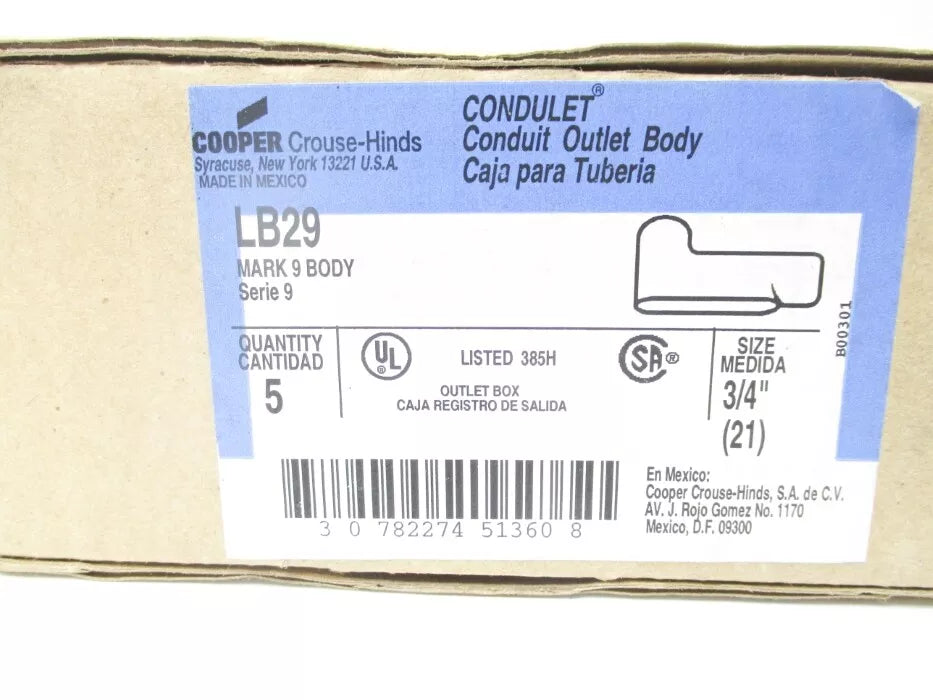 COOPER Crouse-Hinds
Syracuse, New York 13221 U.S.A.
MADE IN MEXICO
CONDULET®
Conduit Outlet Body
Caja para Tuberia
LB29
MARK 9 BODY
Serie 9
B00301
QUANTITY
CANTIDAD
5
UL®
LISTED 385H
SA®
OUTLET BOX
CAJA REGISTRO DE SALIDA
SIZE
MEDIDA
3/4"
(21)
3 0 782274 51360 8
En Mexico:
Cooper Crouse-Hinds, S.A. de C.V.
AV. J. Rojo Gomez No. 1170
Mexico, D.F. 09300